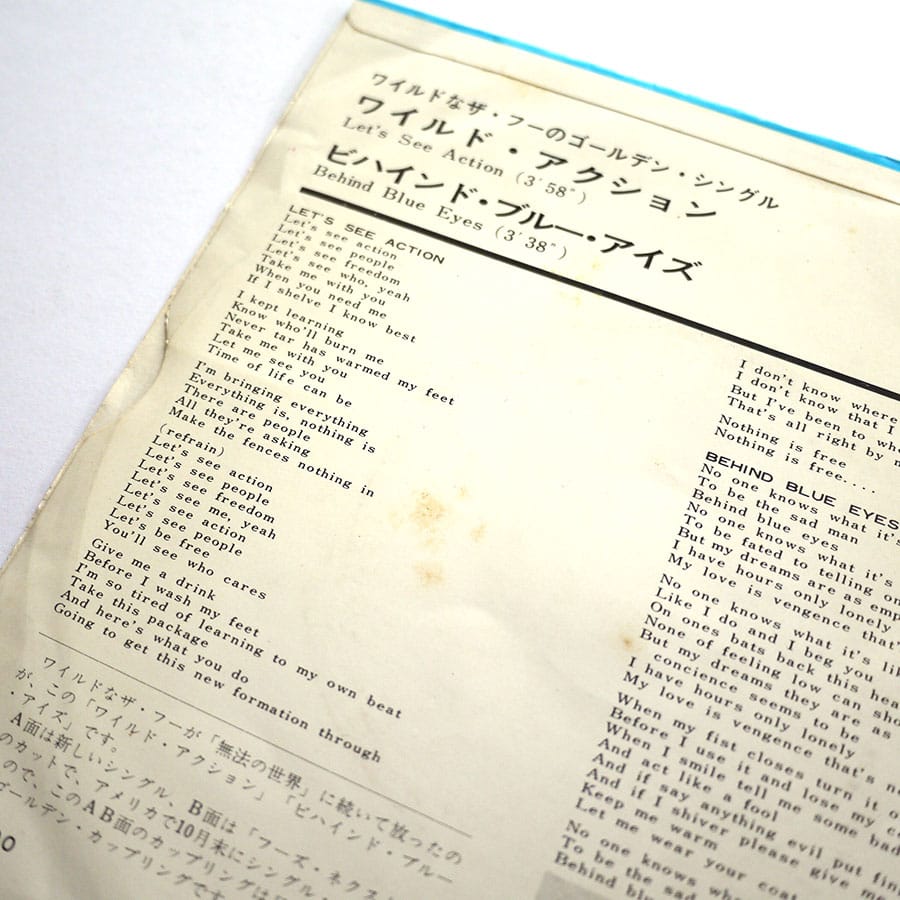 ワイルドなザ・フーのゴールデン・シングル
ワイルド・アクション
Let's See Action (3'58")
ビハインド・ブルー・アイズ
Behind Blue Eyes (3'38")
LET'S SEE ACTION
Let's see action
Let's see people
Let's see freedom
Let's see who, yeah
Take me with you
When you need me
If I shelve I know best
I kept learning
Know who'll burn me
Never tar has warmed my feet
Take me with you
Let me see you
Time of life can be
I'm bringing everything
Everything is, nothing is
There are people
All they're asking
Make the fences nothing in
(refrain)
Let's see action
Let's see people
Let's see freedom
Let's see me, yeah
Let's see action
Let's see people
Let's be free
You'll see who cares
Give me a drink
Before I wash my feet
I'm so tired of learning to my own beat
Take this package
And here's what you do
Going to get this new formation through
I don't know where
I don't know that I
But I've been to
That's all right by
Nothing is free
Nothing is free.....
BEHIND BLUE EYES
No one knows what it's
To be the sad man
Behind blue eyes
No one knows what it's
To be fated to telling
But my dreams are as
I have hours only lonely
My love is vengence
No one knows what it's
Like I do and I beg you
On ones bats back this
None of feeling low can
But my dreams they are
I concience seems to be
I have hours only lonely
My love is vengence that's
When my fist closes turn it
Before I use it and lose my
When I smile tell me some bad
And act like a fool
And if say anything evil put
And if I shiver please give
Keep me warm
Let me wear your
No one knows
To be the sad
Behind
ワイルドなザ・フーが「無法の世界」に続いて放ったの
が、この「ワイルド・アクション」「ビハインド・ブルー
・アイズ」です。
A面は新しいシングル、B面は「フーズ・ネクス
のカットで、アメリカで10月末にシングル
ので、このAB面のカップリングは
ゴールデン・カップリングです